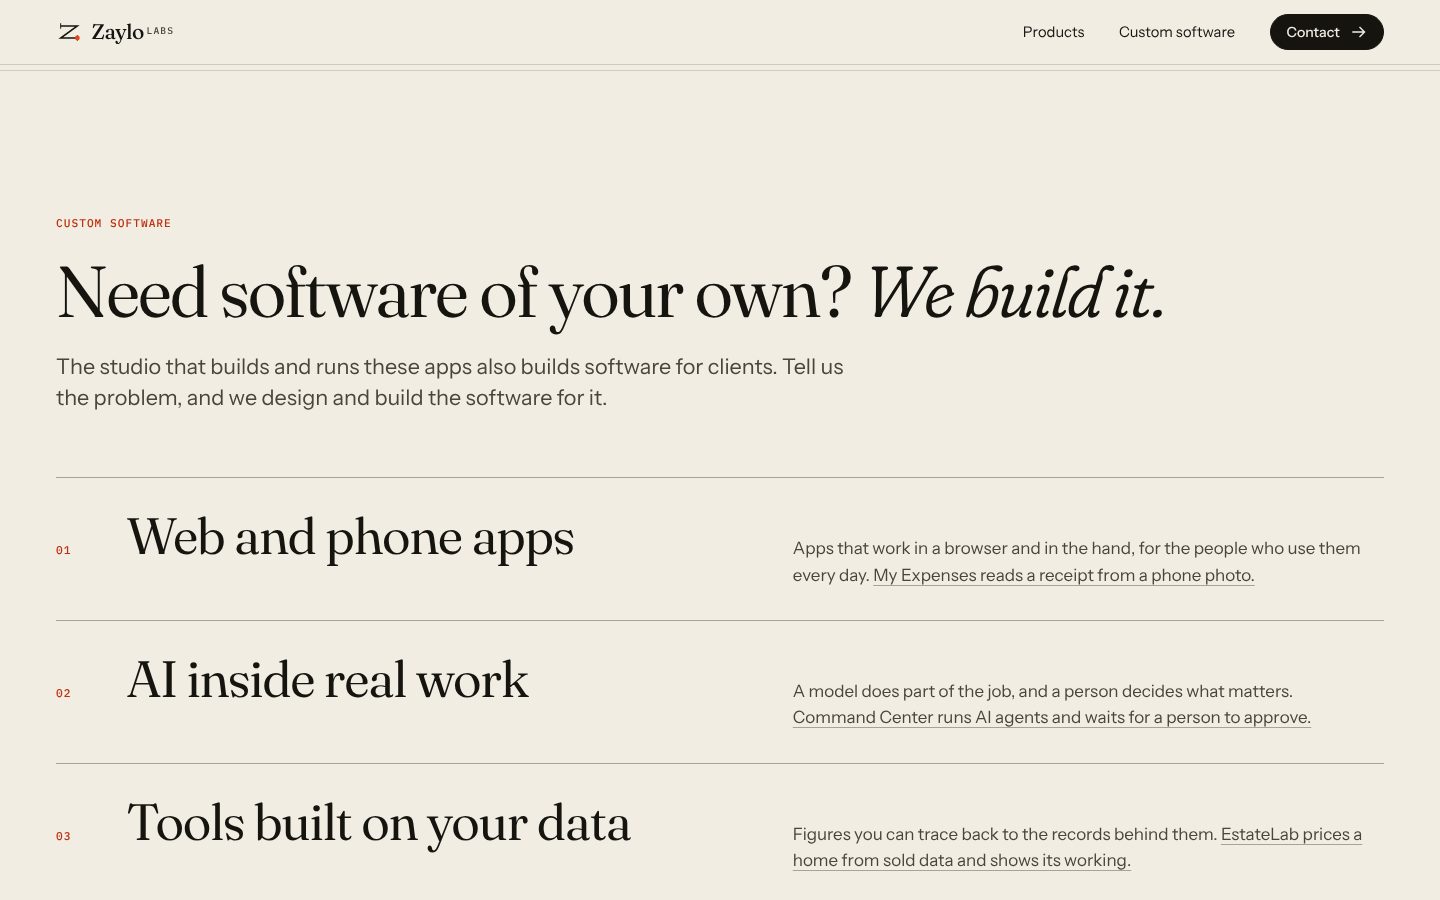 Zaylo LABS
Products
Custom software
Contact
CUSTOM SOFTWARE
Need software of your own? We build it.
The studio that builds and runs these apps also builds software for clients. Tell us
the problem, and we design and build the software for it.
01
Web and phone apps
Apps that work in a browser and in the hand, for the people who use them
every day. My Expenses reads a receipt from a phone photo.
02
AI inside real work
A model does part of the job, and a person decides what matters.
Command Center runs AI agents and waits for a person to approve.
03
Tools built on your data
Figures you can trace back to the records behind them. EstateLab prices a
home from sold data and shows its working.